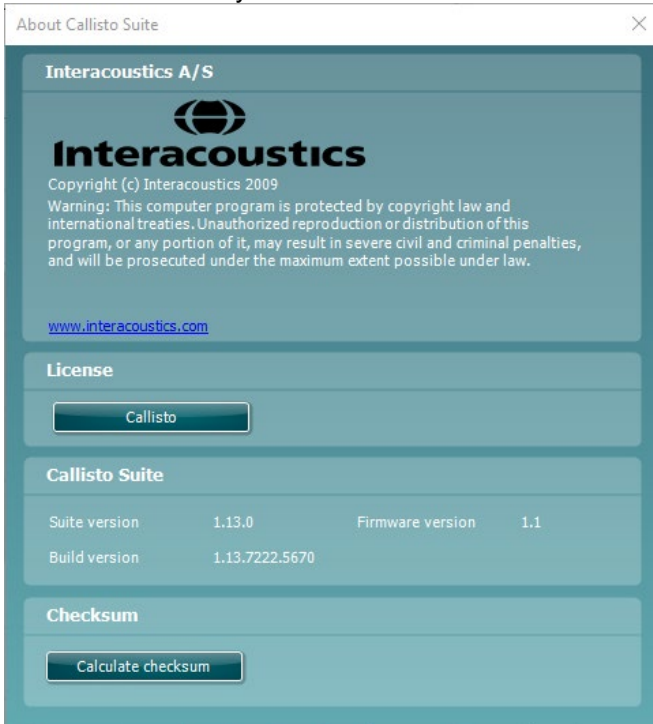 About Callisto Suite
Interacoustics A/S
Interacoustics
Copyright (c) Interacoustics 2009
Warning: This computer program is protected by copyright law and
international treaties. Unauthorized reproduction or distribution of this
program, or any portion of it, may result in severe civil and criminal penalties,
and will be prosecuted under the maximum extent possible under law.
www.interacoustics.com
License
Callisto
Callisto Suite
Suite version 1.13.0 Firmware version 1.1
Build version 1.13.7222.5670
Checksum
Calculate checksum